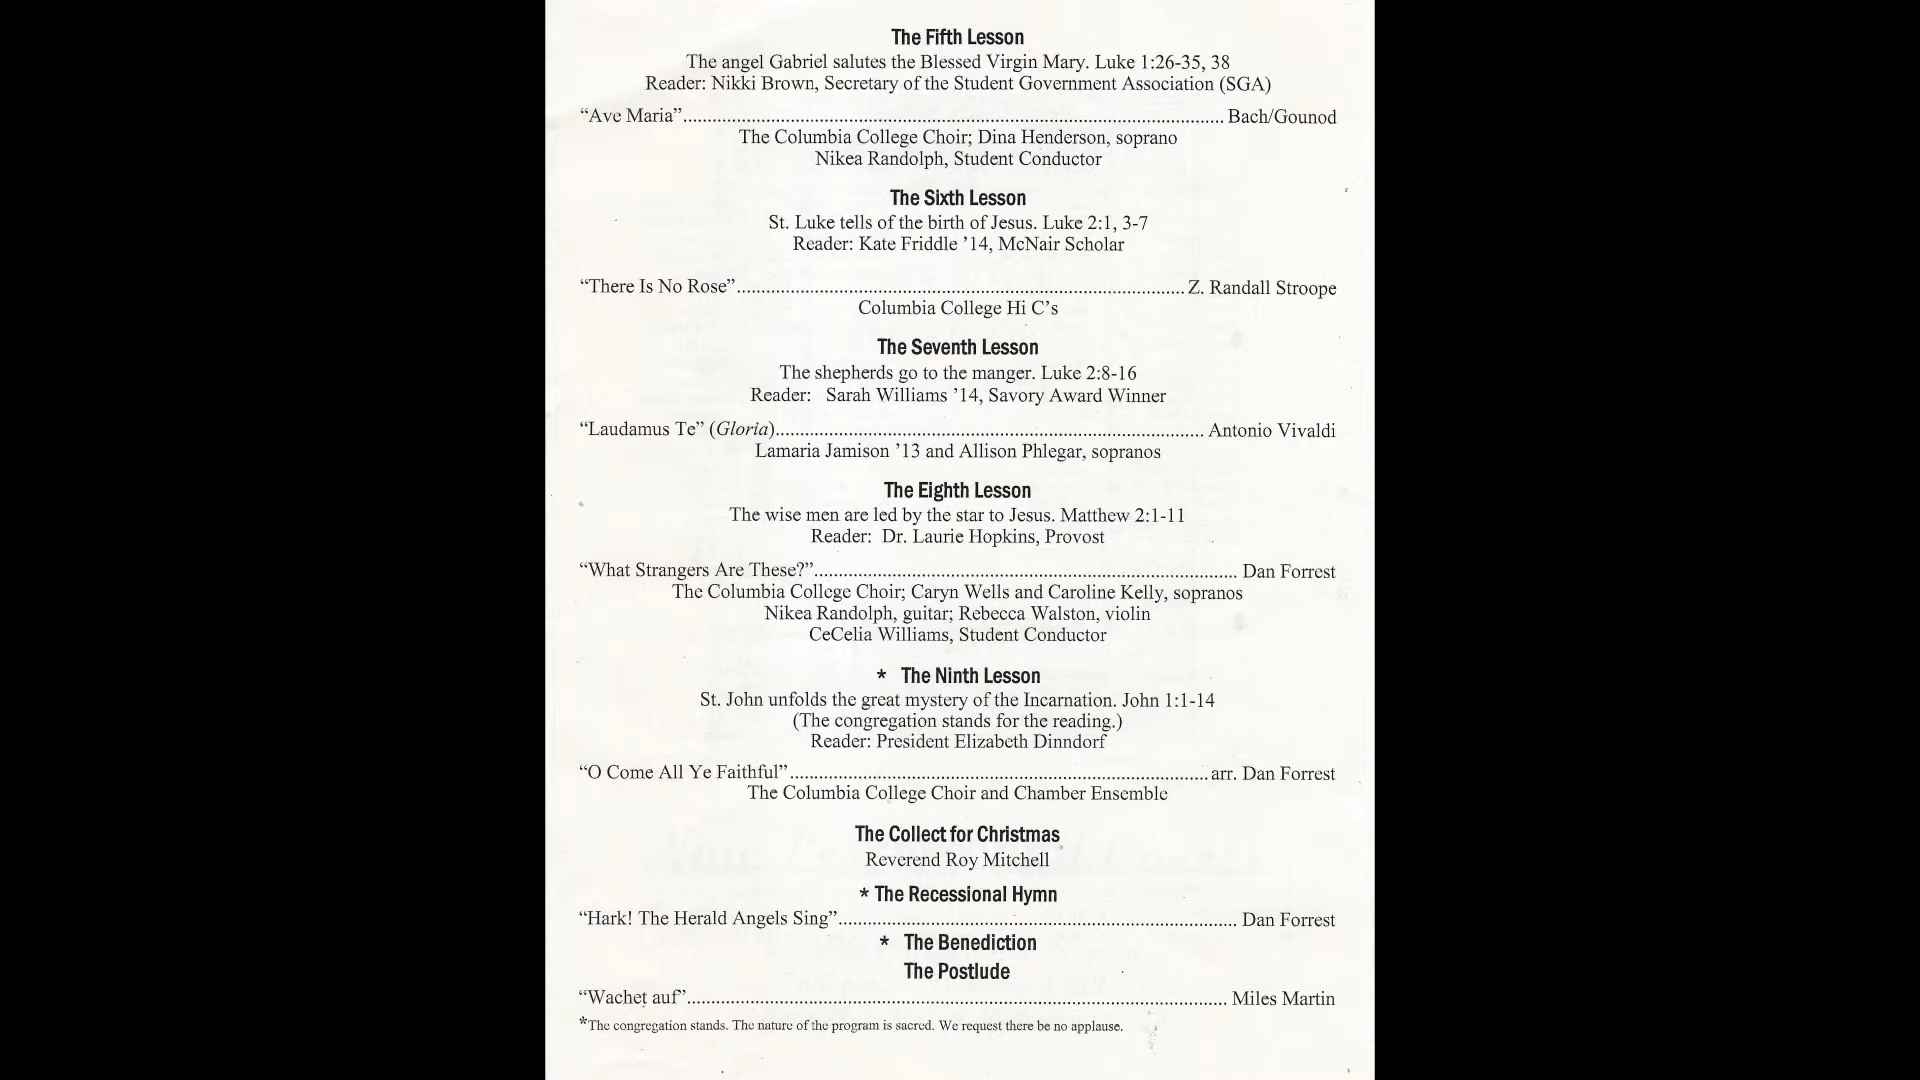 The Fifth Lesson
The angel Gabriel salutes the Blessed Virgin Mary. Luke 1:26-35, 38
Reader: Nikki Brown, Secretary of the Student Government Association (SGA)
“Ave Maria”........................................................................................................ Bach/Gounod
The Columbia College Choir; Dina Henderson, soprano
Nikea Randolph, Student Conductor
The Sixth Lesson
St. Luke tells of the birth of Jesus. Luke 2:1, 3-7
Reader: Kate Friddle ’14, McNair Scholar
“There Is No Rose”........................................................................................ Z. Randall Stroope
Columbia College Hi C’s
The Seventh Lesson
The shepherds go to the manger. Luke 2:8-16
Reader: Sarah Williams ’14, Savory Award Winner
“Laudamus Te” (Gloria)..................................................................................... Antonio Vivaldi
Lamaria Jamison ’13 and Allison Phlegar, sopranos
The Eighth Lesson
The wise men are led by the star to Jesus. Matthew 2:1-11
Reader: Dr. Laurie Hopkins, Provost
“What Strangers Are These?”.................................................................................... Dan Forrest
The Columbia College Choir; Caryn Wells and Caroline Kelly, sopranos
Nikea Randolph, guitar; Rebecca Walston, violin
CeCelia Williams, Student Conductor
* The Ninth Lesson
St. John unfolds the great mystery of the Incarnation. John 1:1-14
(The congregation stands for the reading.)
Reader: President Elizabeth Dinndorf
“O Come All Ye Faithful”................................................................................... arr. Dan Forrest
The Columbia College Choir and Chamber Ensemble
The Collect for Christmas
Reverend Roy Mitchell
* The Recessional Hymn
“Hark! The Herald Angels Sing”............................................................................... Dan Forrest
* The Benediction
The Postlude
“Wachet auf”........................................................................................................... Miles Martin
*The congregation stands. The nature of the program is sacred. We request there be no applause.